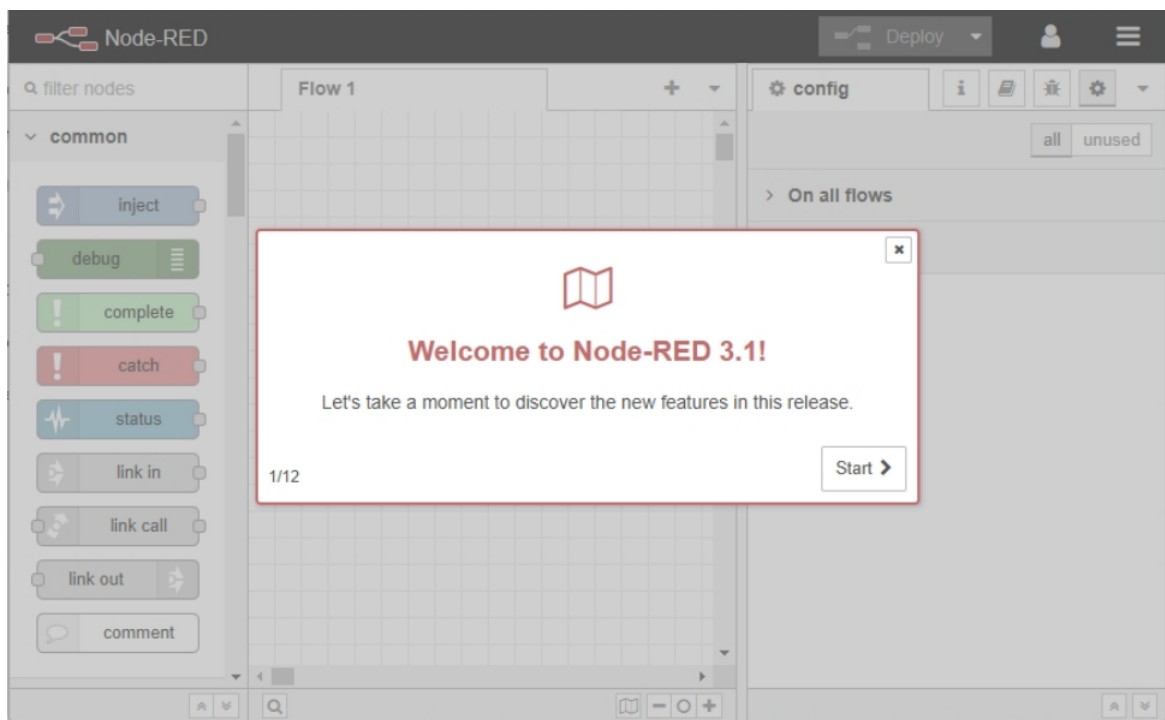 Node-RED
Deploy
filter nodes
Flow 1
config
all unused
common
On all flows
inject
debug
complete
catch
status
link in
link call
link out
comment
Welcome to Node-RED 3.1!
Let's take a moment to discover the new features in this release.
1/12
Start